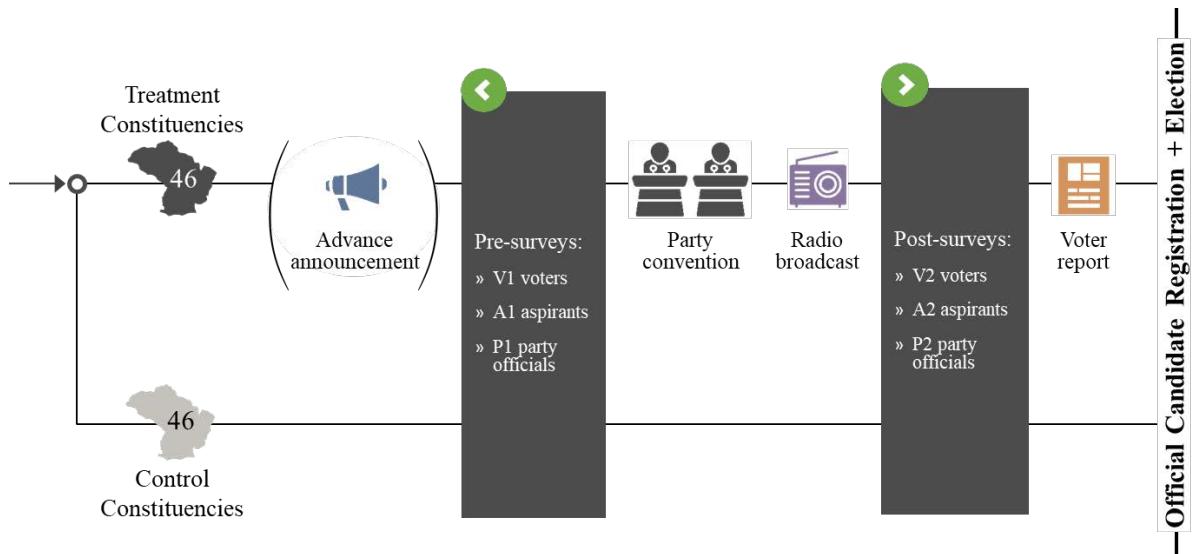 Treatment
Constituencies
46
Advance
announcement
Pre-surveys:
» V1 voters
» A1 aspirants
» P1 party
officials
Party
convention
Radio
broadcast
Post-surveys:
» V2 voters
» A2 aspirants
» P2 party
officials
Voter
report
46
Control
Constituencies
Official Candidate Registration + Election